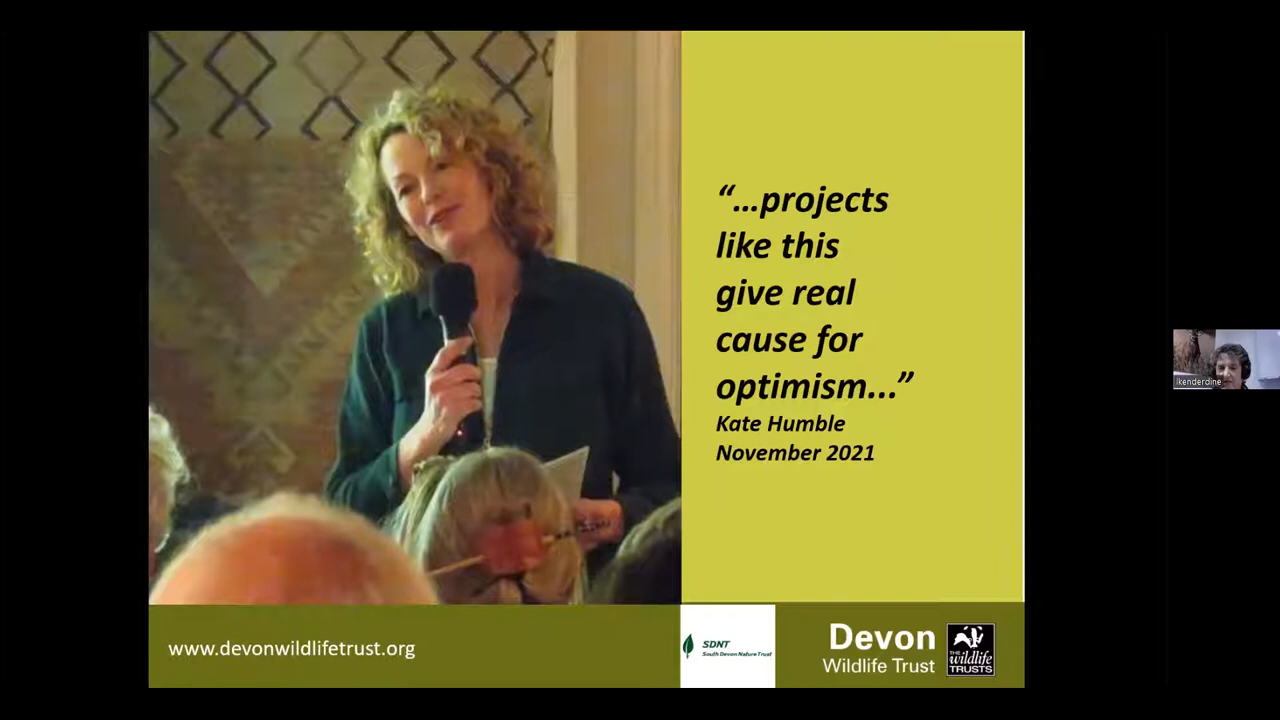 “...projects
like this
give real
cause for
optimism...”
Kate Humble
November 2021
lkenderdine
www.devonwildlifetrust.org
SDNT
South Devon Nature Trust
Devon
Wildlife Trust
THE
wildlife
TRUSTS